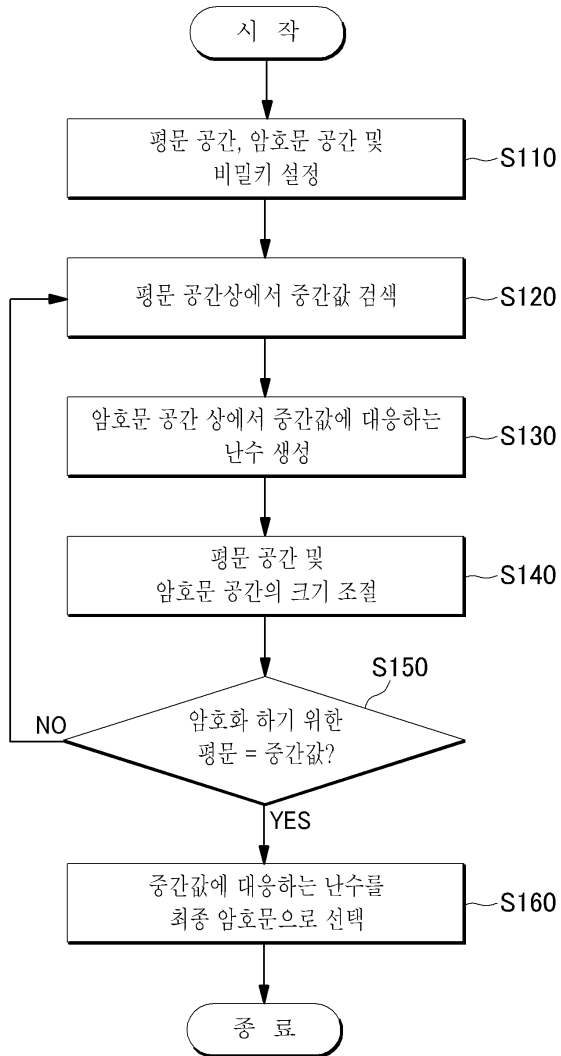 시 작
평문 공간, 암호문 공간 및
비밀키 설정
S110
평문 공간상에서 중간값 검색
S120
암호문 공간 상에서 중간값에 대응하는
난수 생성
S130
평문 공간 및
암호문 공간의 크기 조절
S140
S150
암호화 하기 위한
평문 = 중간값?
NO
YES
중간값에 대응하는 난수를
최종 암호문으로 선택
S160
종 료